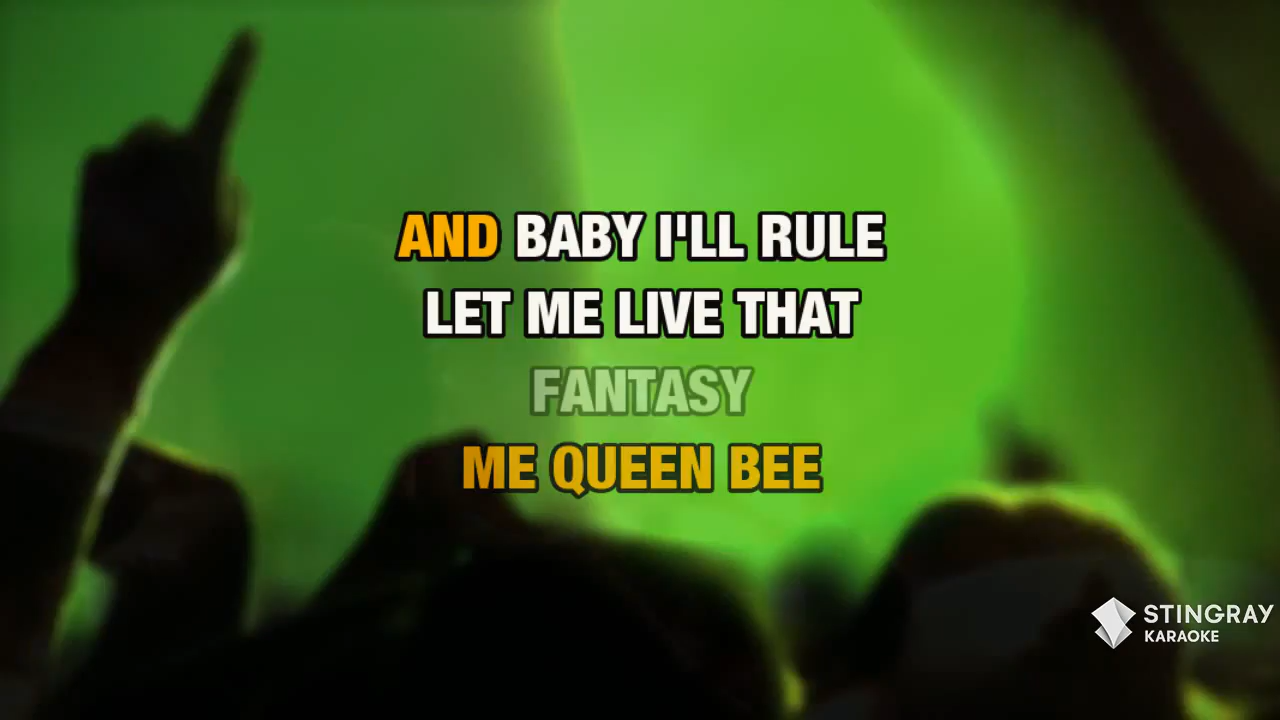 AND BABY I'LL RULE
LET ME LIVE THAT
FANTASY
ME QUEEN BEE
STINGRAY
KARAOKE